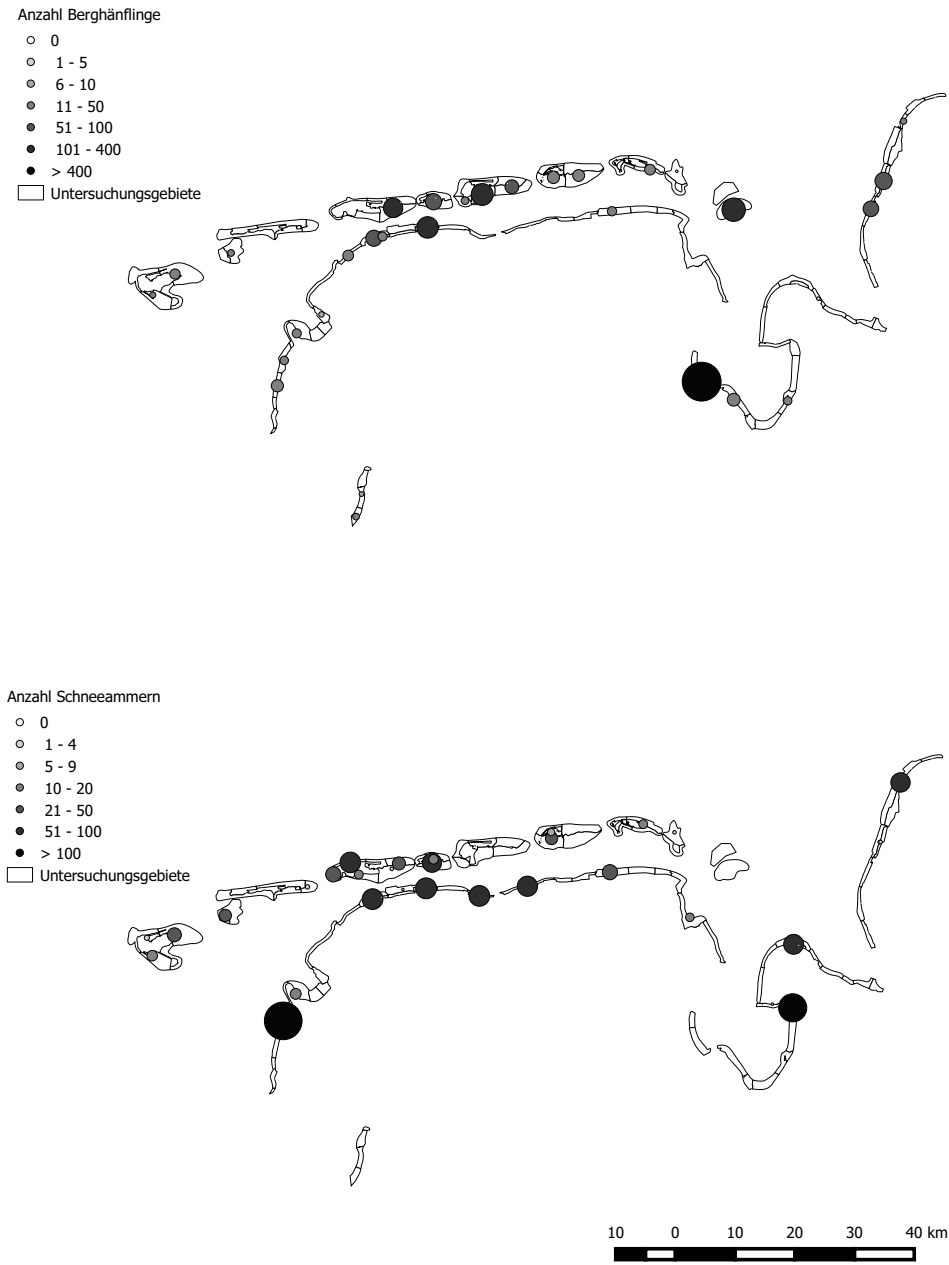 Anzahl Berghänflinge
0
1 - 5
6 - 10
11 - 50
51 - 100
101 - 400
> 400
Untersuchungsgebiete
Anzahl Schneeammern
0
1 - 4
5 - 9
10 - 20
21 - 50
51 - 100
> 100
Untersuchungsgebiete
10 0 10 20 30 40 km